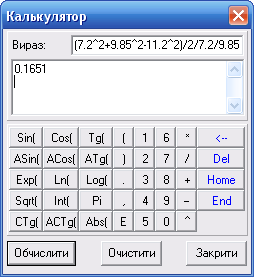 Калькулятор
Вираз: (7.2^2+9.85^2-11.2^2)/2/7.2/9.85
0.1651
Sin( Cos( Tg( ( 1 6 * <--
ASin( ACos( ATg( ) 2 7 / Del
Exp( Ln( Log( . 3 8 + Home
Sqrt( Int( Pi , 4 9 - End
CTg( ACTg( Abs( E 5 0 ^
Обчислити Очистити Закрити